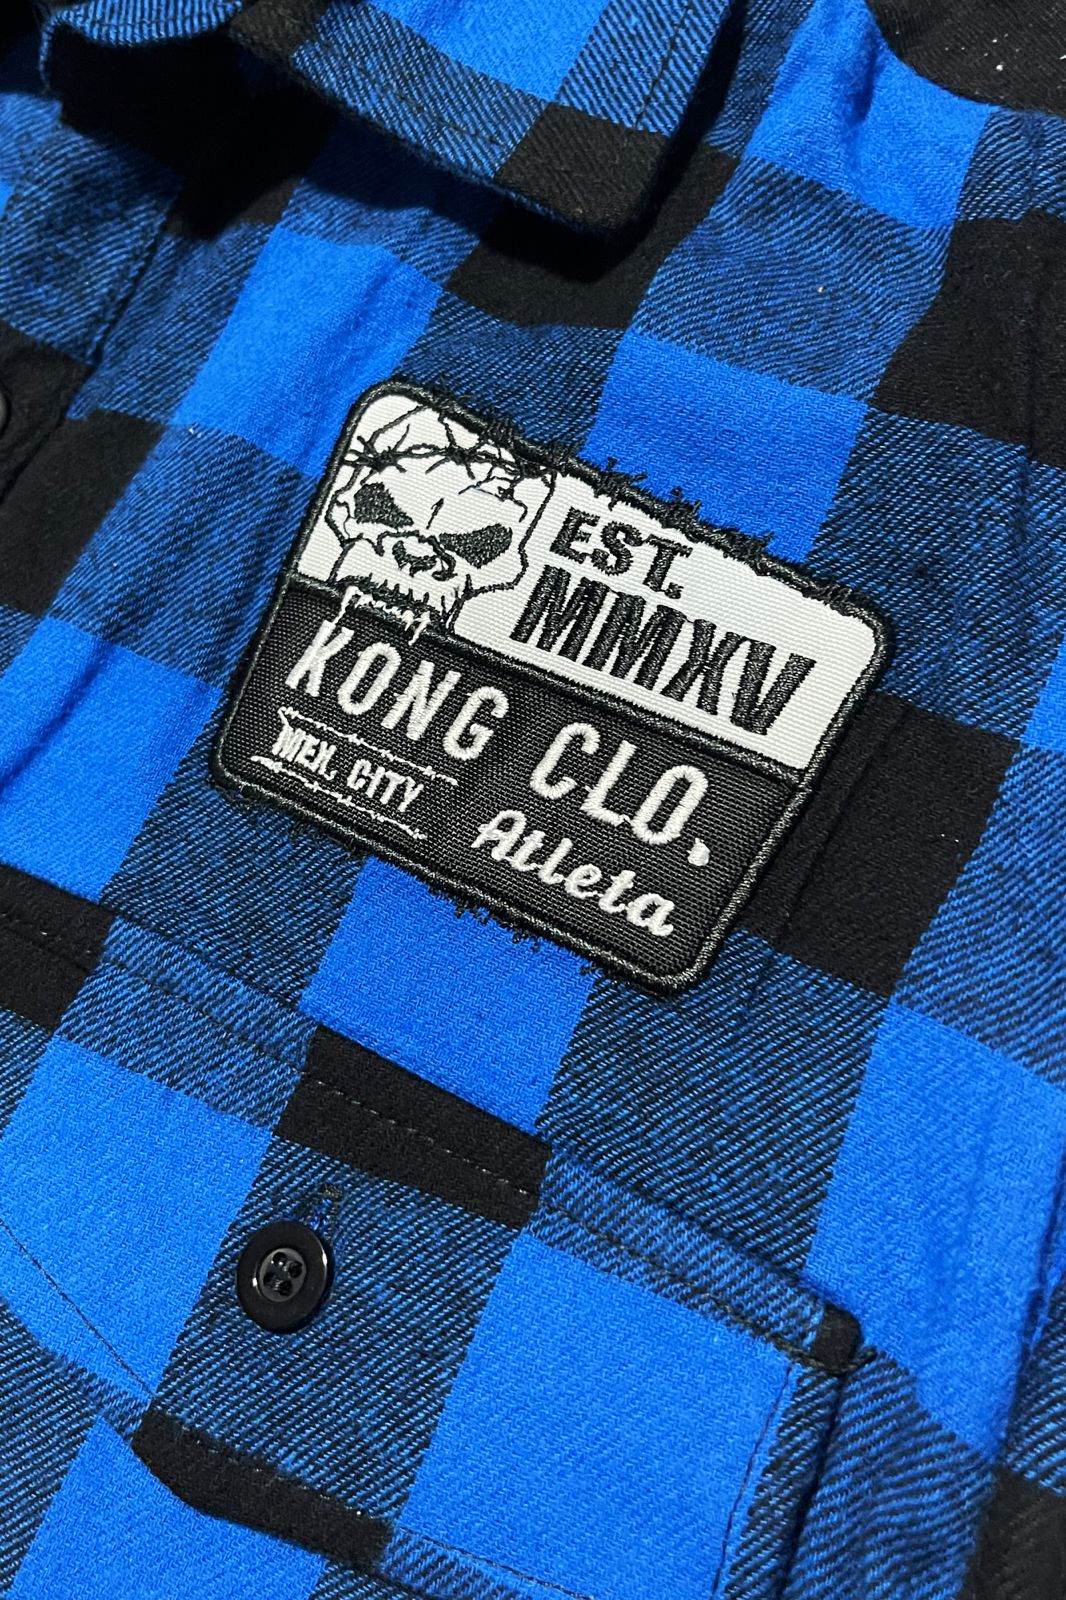 EST.
MMXV
KONG CLO.
MEX. CITY
Atleta